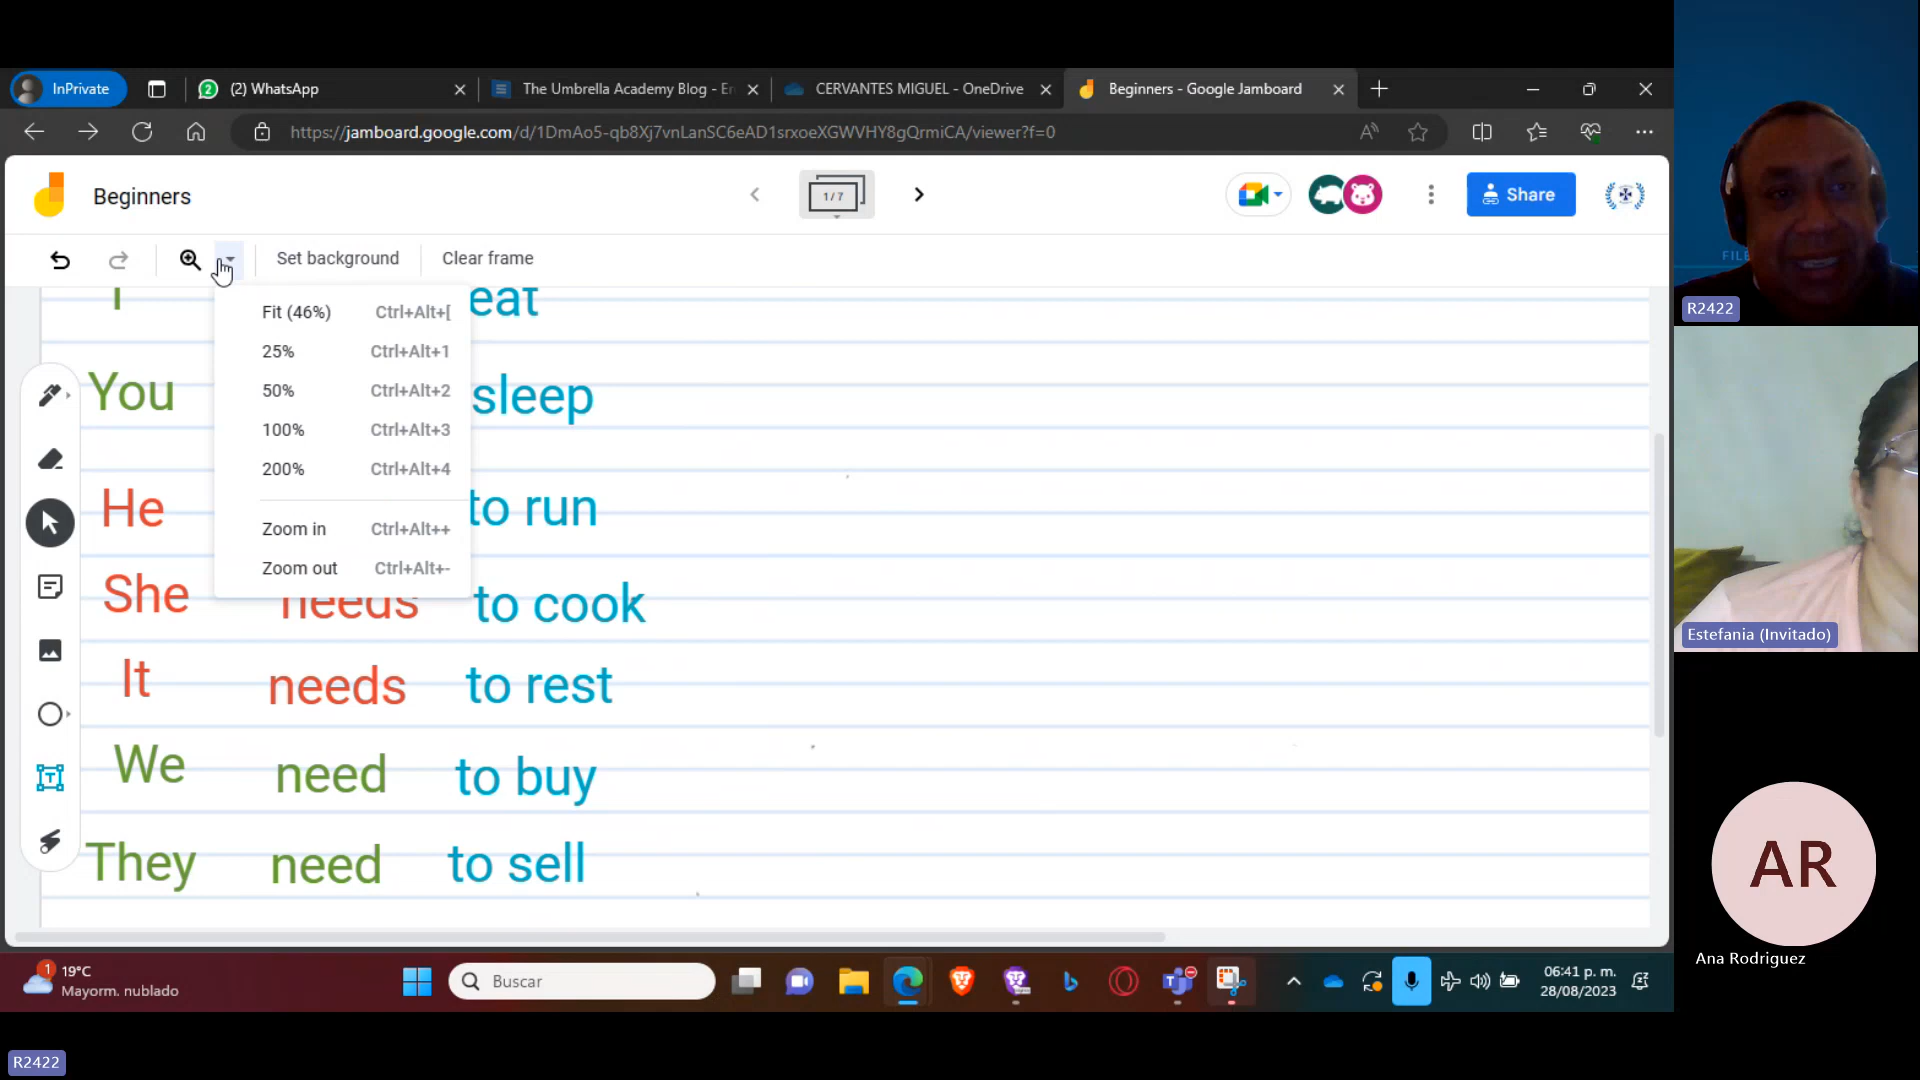 InPrivate
(2) WhatsApp
The Umbrella Academy Blog - En
CERVANTES MIGUEL - OneDrive
Beginners - Google Jamboard
https://jamboard.google.com/d/1DmAo5-qb8Xj7vnLanSC6eAD1srxoeXGWVHY8gQrmiCA/viewer?f=0
Beginners
1/7
Share
Set background
Clear frame
Fit (46%) Ctrl+Alt+[
25% Ctrl+Alt+1
50% Ctrl+Alt+2
100% Ctrl+Alt+3
200% Ctrl+Alt+4
Zoom in Ctrl+Alt++
Zoom out Ctrl+Alt+-
I eat
You sleep
He to run
She needs to cook
It needs to rest
We need to buy
They need to sell
FILE
R2422
Estefania (Invitado)
AR
Ana Rodriguez
1
19°C
Mayorm. nublado
Buscar
06:41 p. m.
28/08/2023
R2422